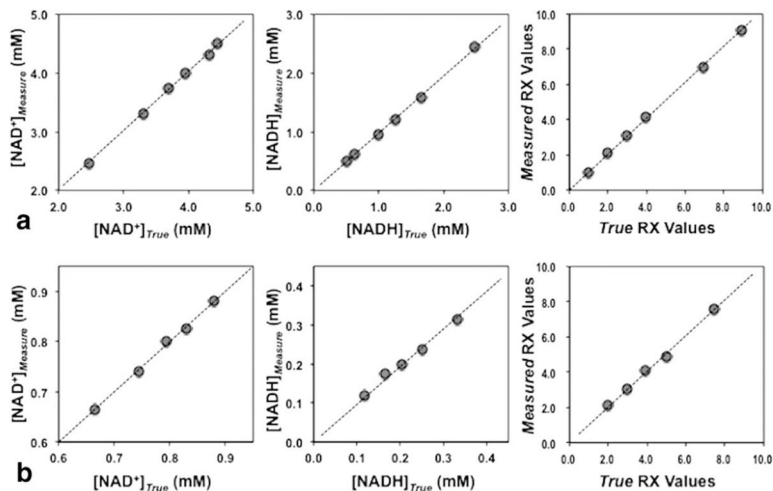 [NAD⁺]Measure (mM)
5.0
4.0
3.0
2.0
2.0 3.0 4.0 5.0
[NAD⁺]True (mM)
[NADH]Measure (mM)
3.0
2.0
1.0
0.0
0.0 1.0 2.0 3.0
[NADH]True (mM)
Measured RX Values
10.0
8.0
6.0
4.0
2.0
0.0
0.0 2.0 4.0 6.0 8.0 10.0
True RX Values
a
[NAD⁺]Measure (mM)
0.9
0.8
0.7
0.6
0.6 0.7 0.8 0.9
[NAD⁺]True (mM)
[NADH]Measure (mM)
0.4
0.3
0.2
0.1
0.0
0.0 0.1 0.2 0.3 0.4
[NADH]True (mM)
Measured RX Values
10.0
8.0
6.0
4.0
2.0
0.0
0.0 2.0 4.0 6.0 8.0 10.0
True RX Values
b